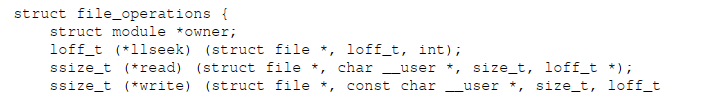 struct file_operations {
    struct module *owner;
    loff_t (*llseek) (struct file *, loff_t, int);
    ssize_t (*read) (struct file *, char __user *, size_t, loff_t *);
    ssize_t (*write) (struct file *, const char __user *, size_t, loff_t